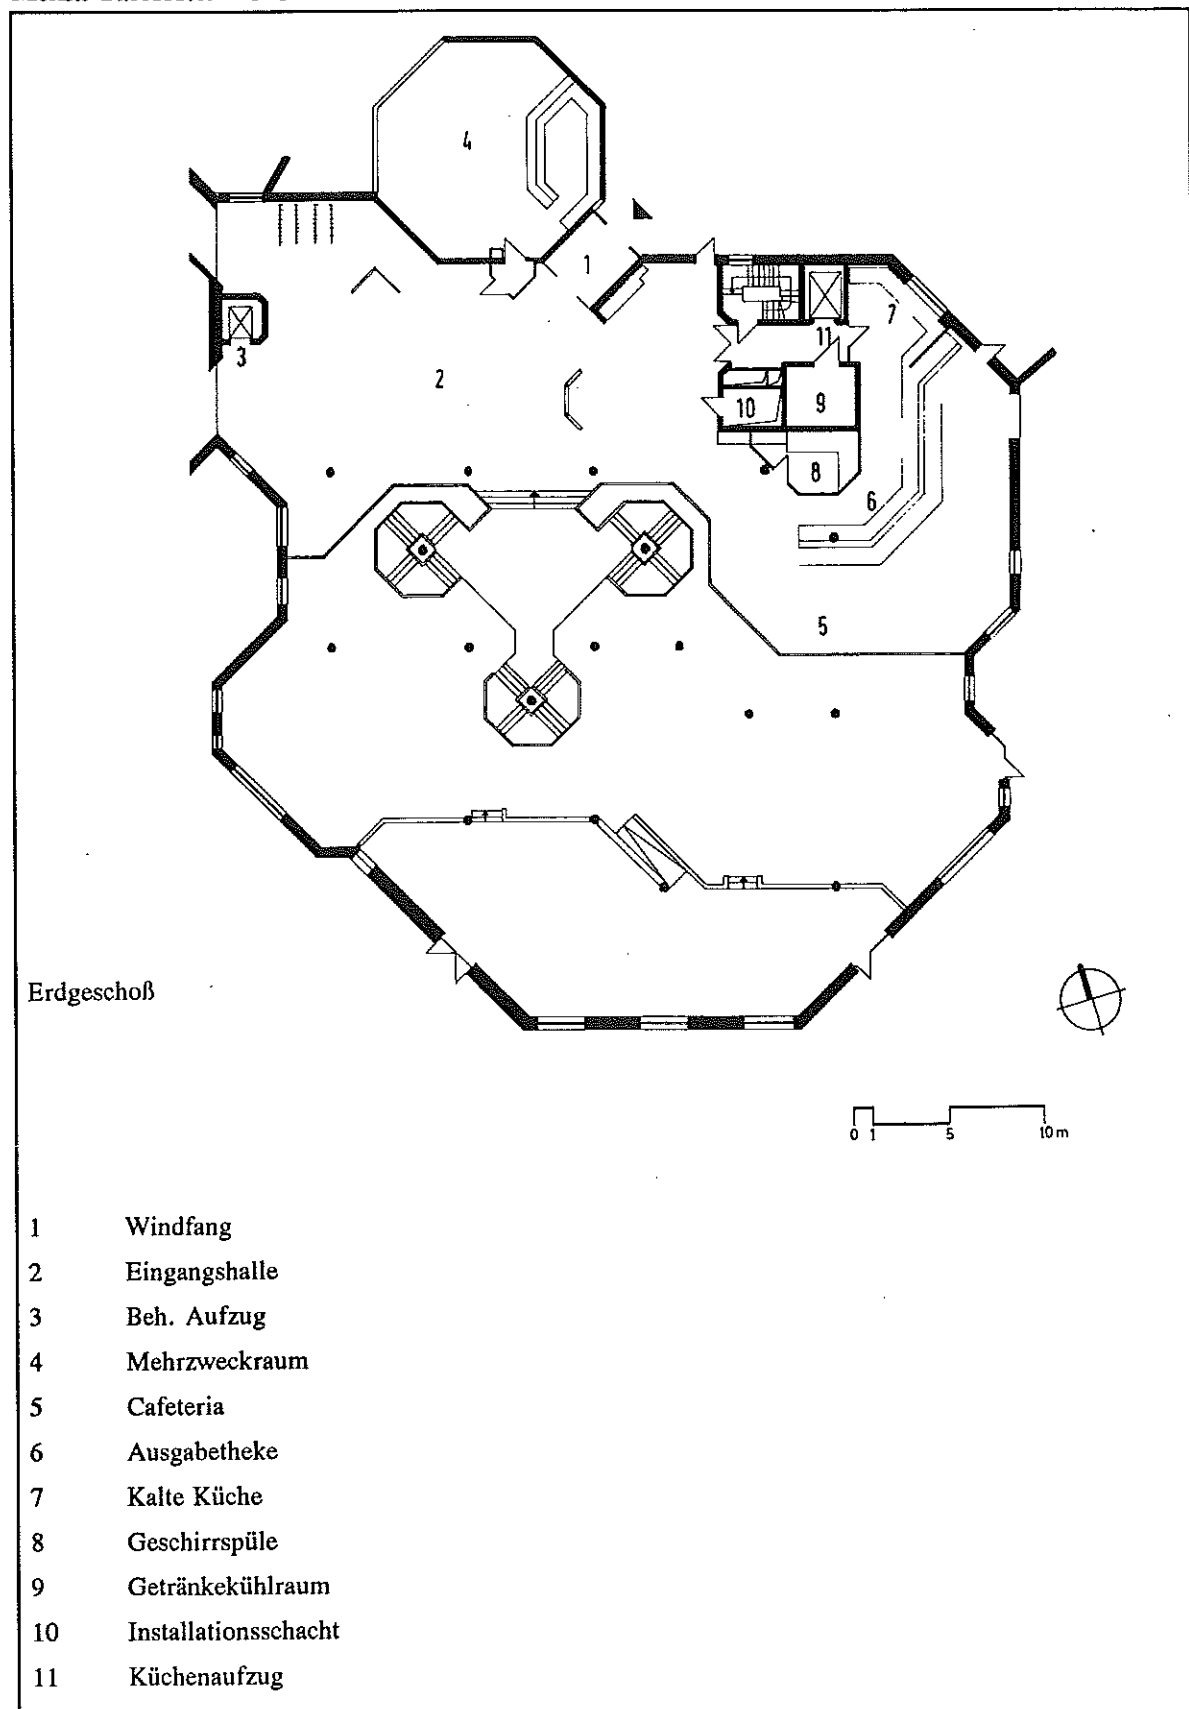 4
1
7
3
11
2
10
9
8
6
5
Erdgeschoß
0 1 5 10m
1 Windfang
2 Eingangshalle
3 Beh. Aufzug
4 Mehrzweckraum
5 Cafeteria
6 Ausgabetheke
7 Kalte Küche
8 Geschirrspüle
9 Getränkekühlraum
10 Installationsschacht
11 Küchenaufzug